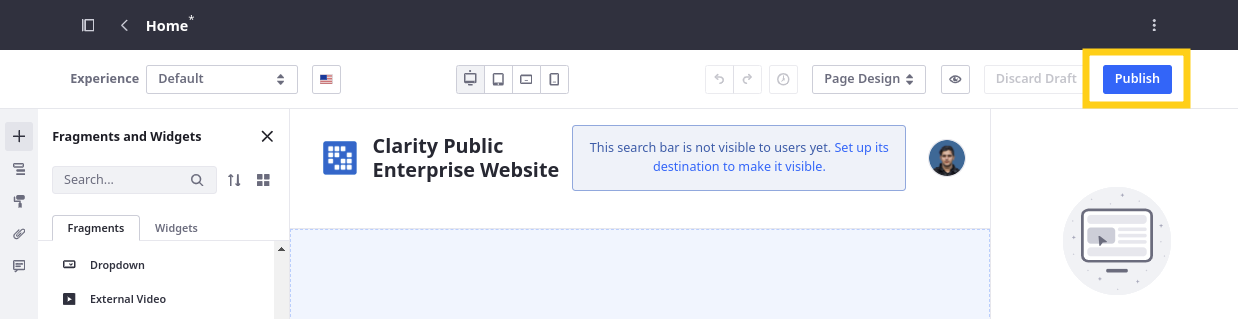 Home*
Experience Default Page Design Discard Draft Publish
Fragments and Widgets
Search...
Fragments Widgets
Dropdown
External Video
Clarity Public
Enterprise Website
This search bar is not visible to users yet. Set up its
destination to make it visible.